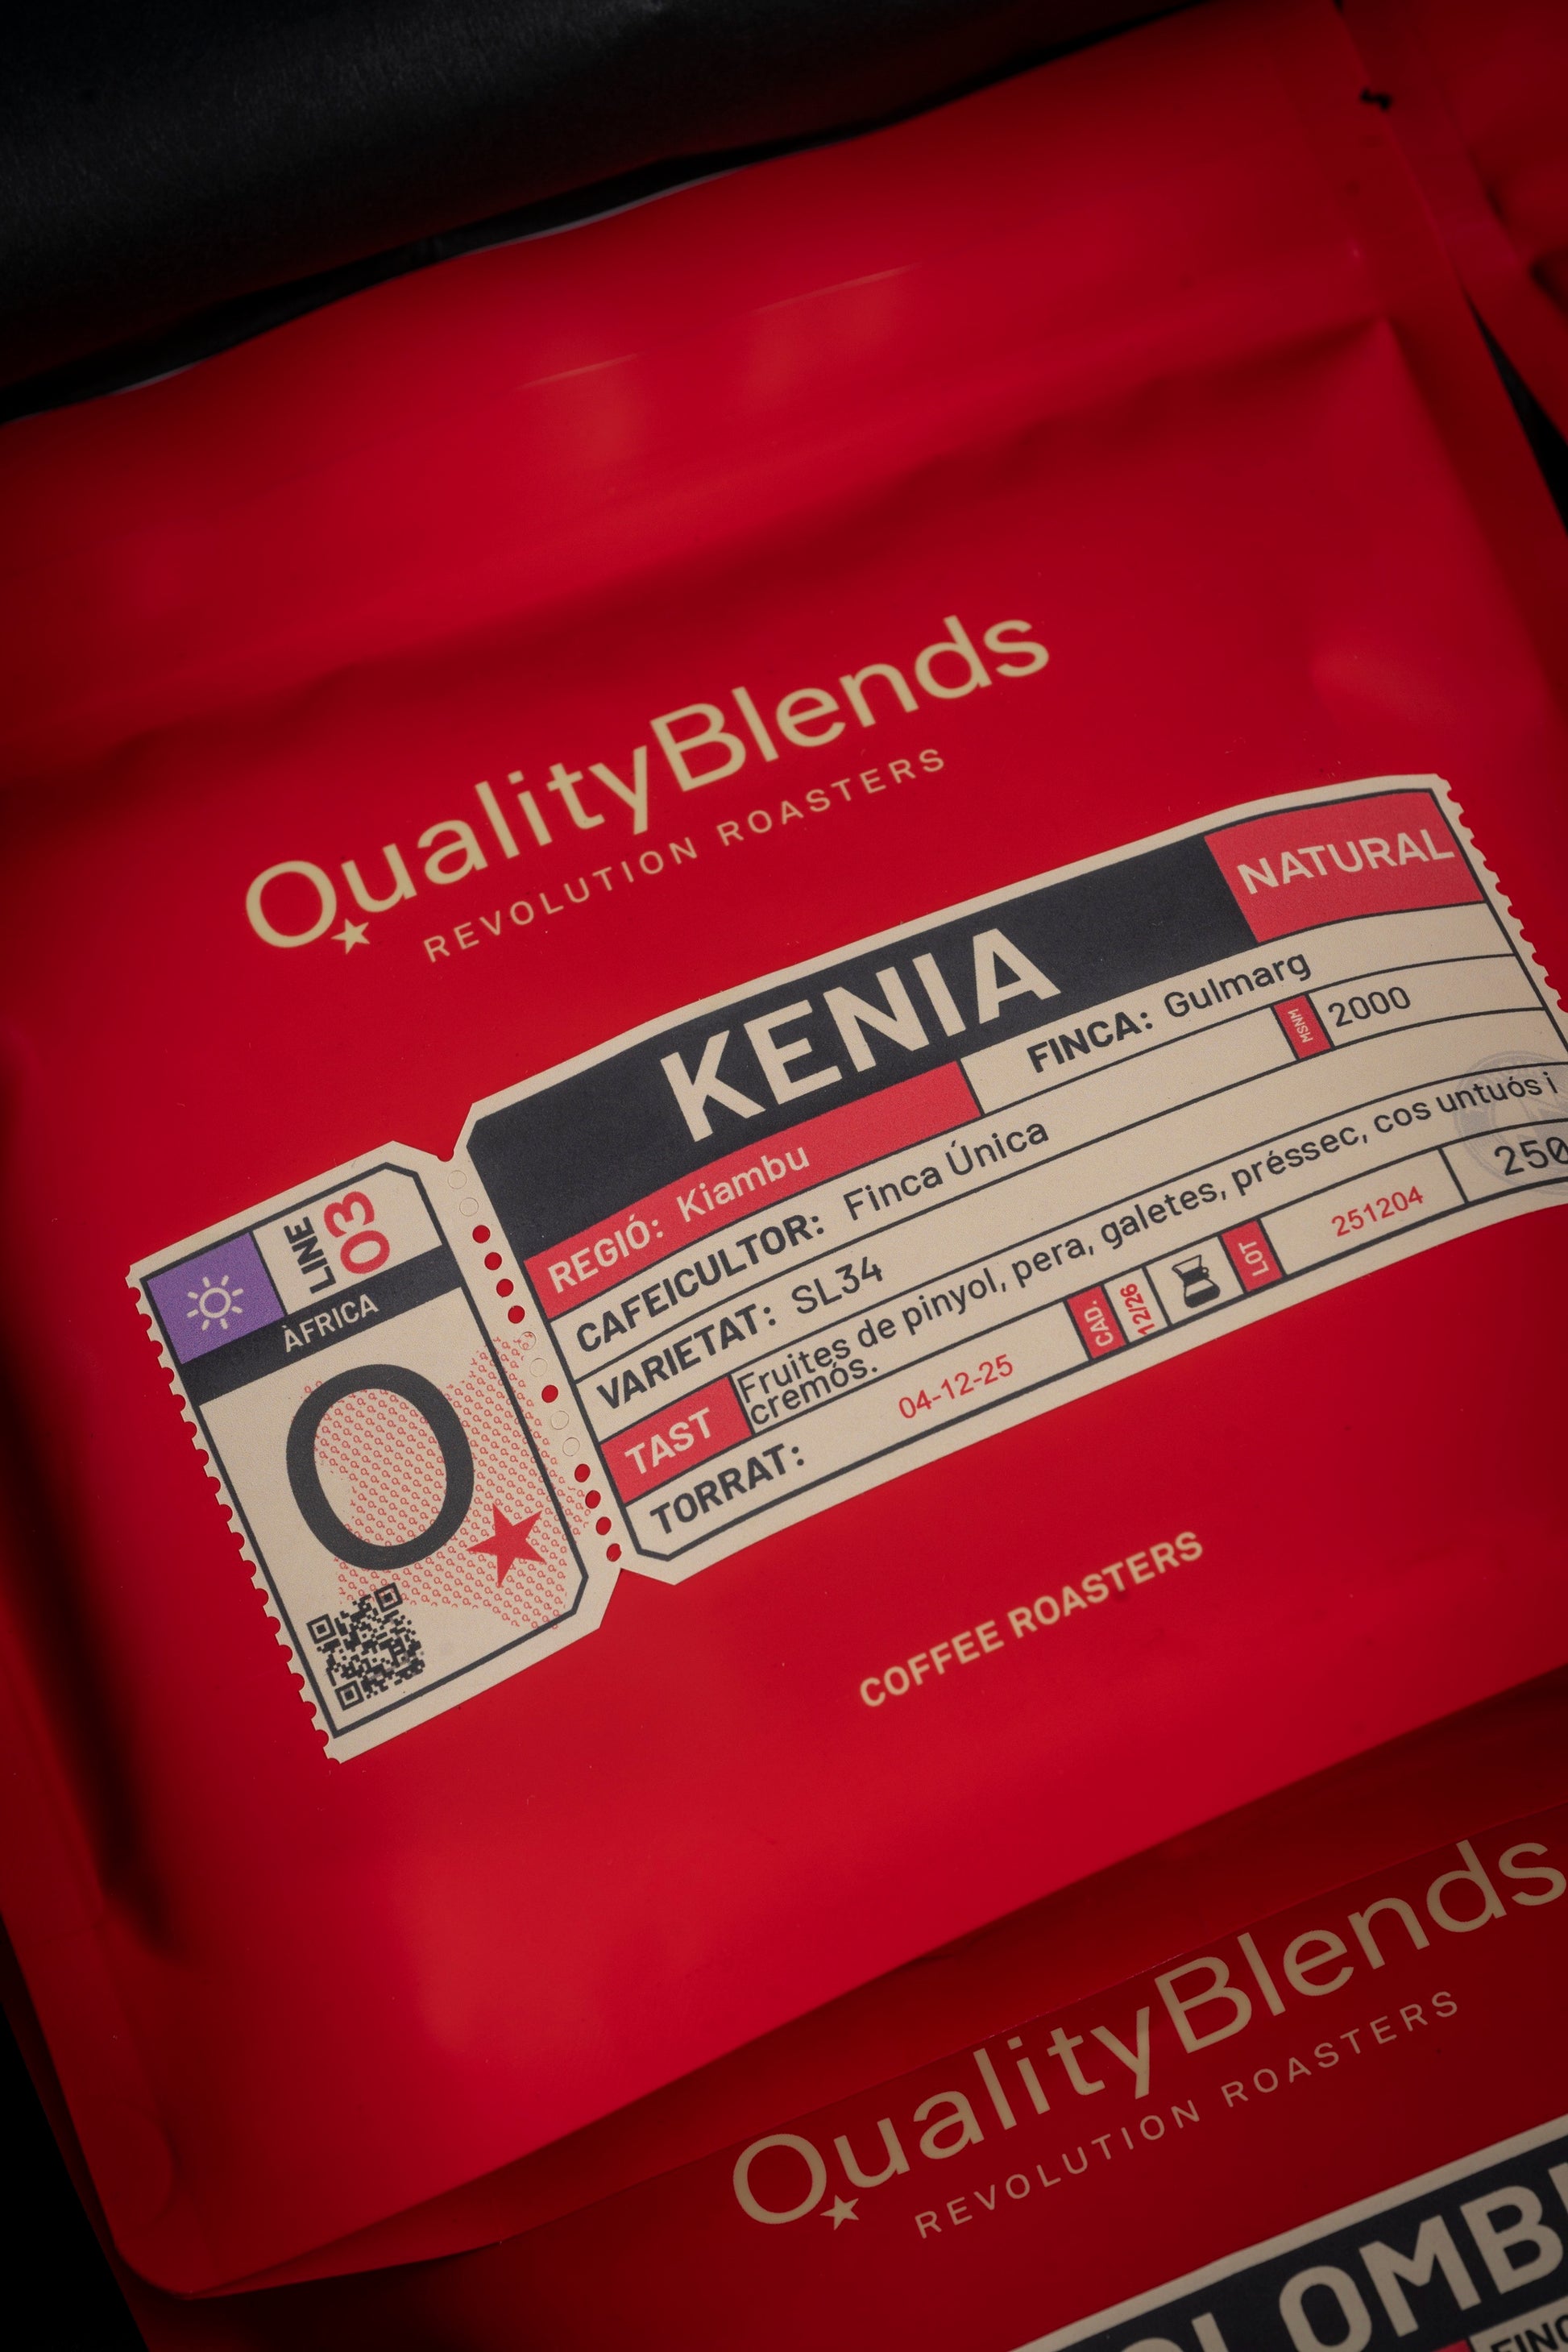 QualityBlends
REVOLUTION ROASTERS
KENIA
NATURAL
REGIÓ: Kiambu
FINCA: Gulmarg
CAFEICULTOR: Finca Única
MSNM 2000
VARIETAT: SL34
TAST
Fruites de pinyol, pera, galetes, préssec, cos untuós i
cremós.
TORRAT: 04-12-25
CAD. 12/26
LOT 251204
250
LINE
03
ÀFRICA
COFFEE ROASTERS
QualityBlends
REVOLUTION ROASTERS
OLOMB